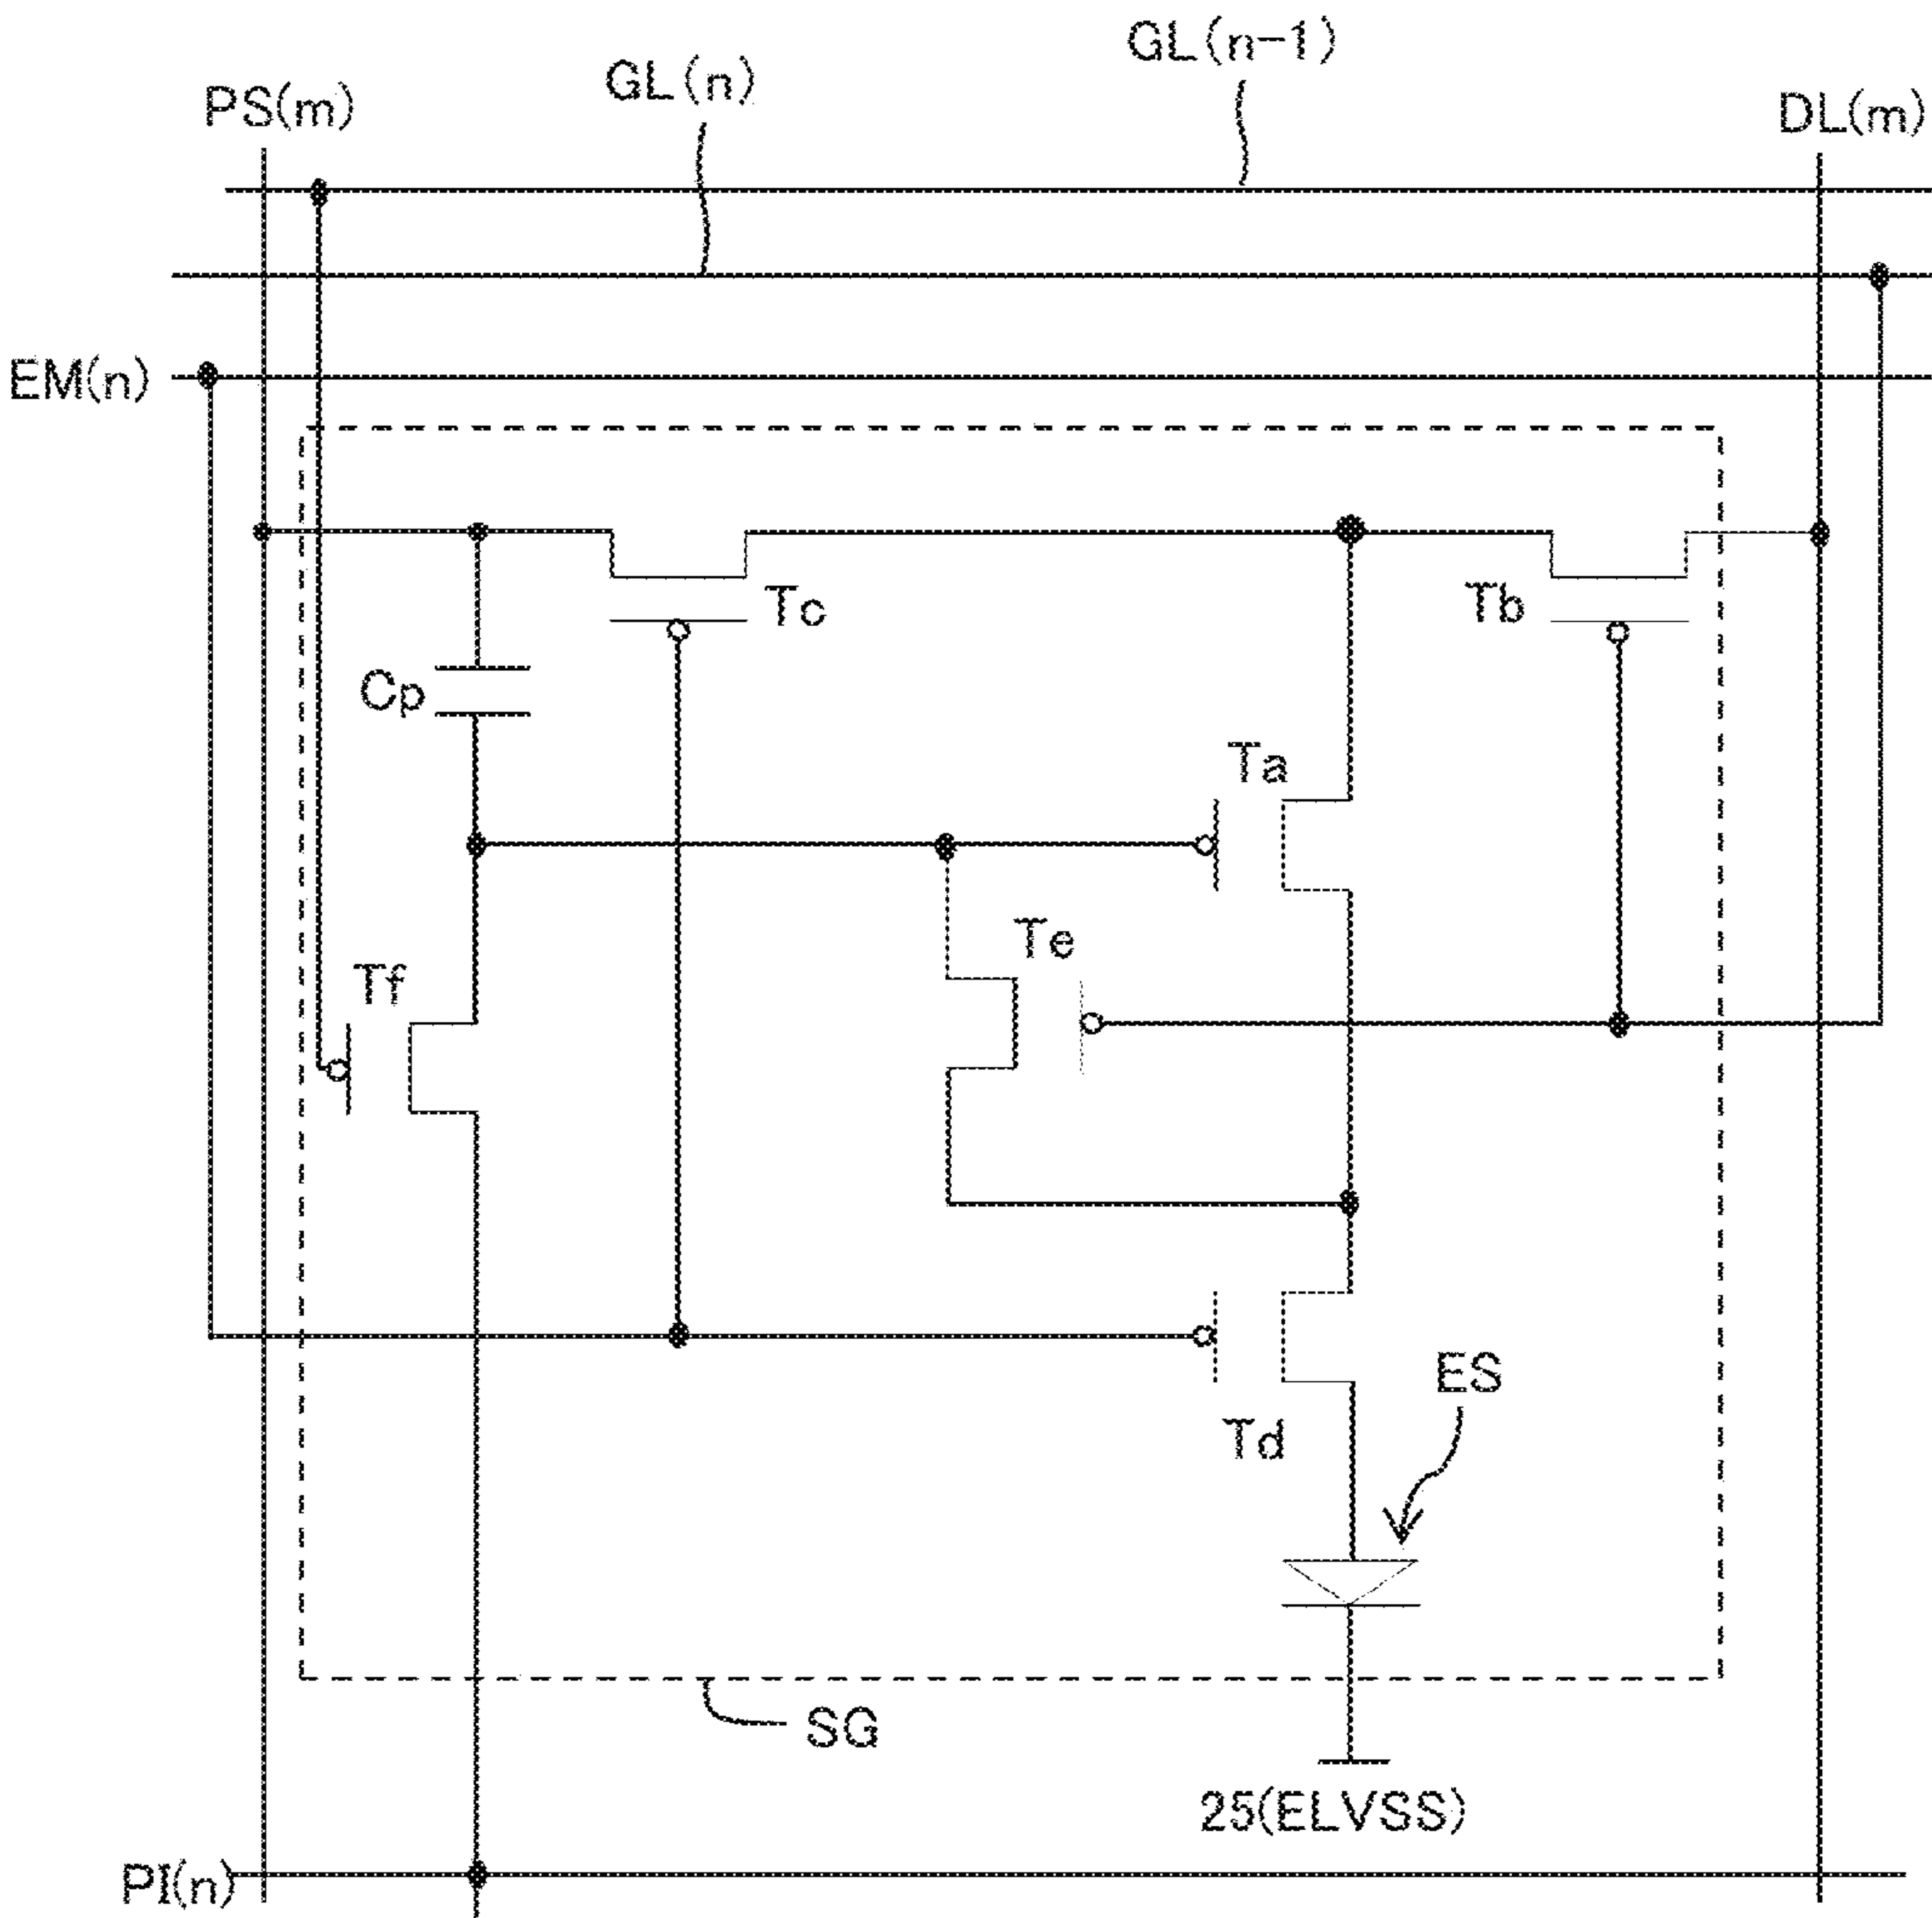 GL(n-1)
GL(n)
PS(m)
DL(m)
EM(n)
Tc
Tb
Cp
Ta
Te
Tf
ES
Td
SG
25(ELVSS)
PI(n)